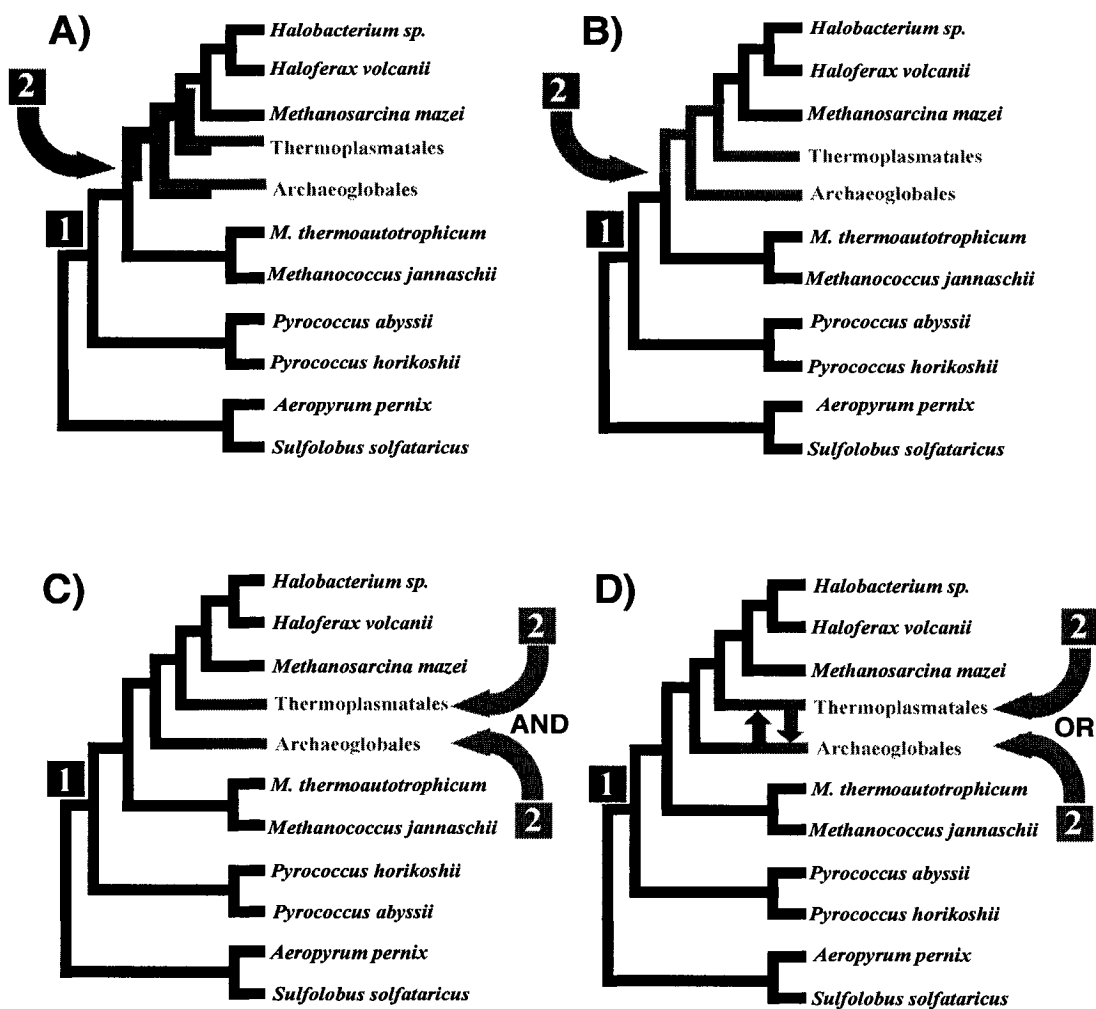 A)
Halobacterium sp.
Haloferax volcanii
2
Methanosarcina mazei
Thermoplasmatales
Archaeoglobales
1
M. thermoautotrophicum
Methanococcus jannaschii
Pyrococcus abyssii
Pyrococcus horikoshii
Aeropyrum pernix
Sulfolobus solfataricus
B)
Halobacterium sp.
Haloferax volcanii
2
Methanosarcina mazei
Thermoplasmatales
Archaeoglobales
1
M. thermoautotrophicum
Methanococcus jannaschii
Pyrococcus abyssii
Pyrococcus horikoshii
Aeropyrum pernix
Sulfolobus solfataricus
C)
Halobacterium sp.
Haloferax volcanii
2
Methanosarcina mazei
Thermoplasmatales
AND
Archaeoglobales
1
M. thermoautotrophicum
2
Methanococcus jannaschii
Pyrococcus horikoshii
Pyrococcus abyssii
Aeropyrum pernix
Sulfolobus solfataricus
D)
Halobacterium sp.
Haloferax volcanii
2
Methanosarcina mazei
Thermoplasmatales
OR
Archaeoglobales
1
M. thermoautotrophicum
2
Methanococcus jannaschii
Pyrococcus abyssii
Pyrococcus horikoshii
Aeropyrum pernix
Sulfolobus solfataricus